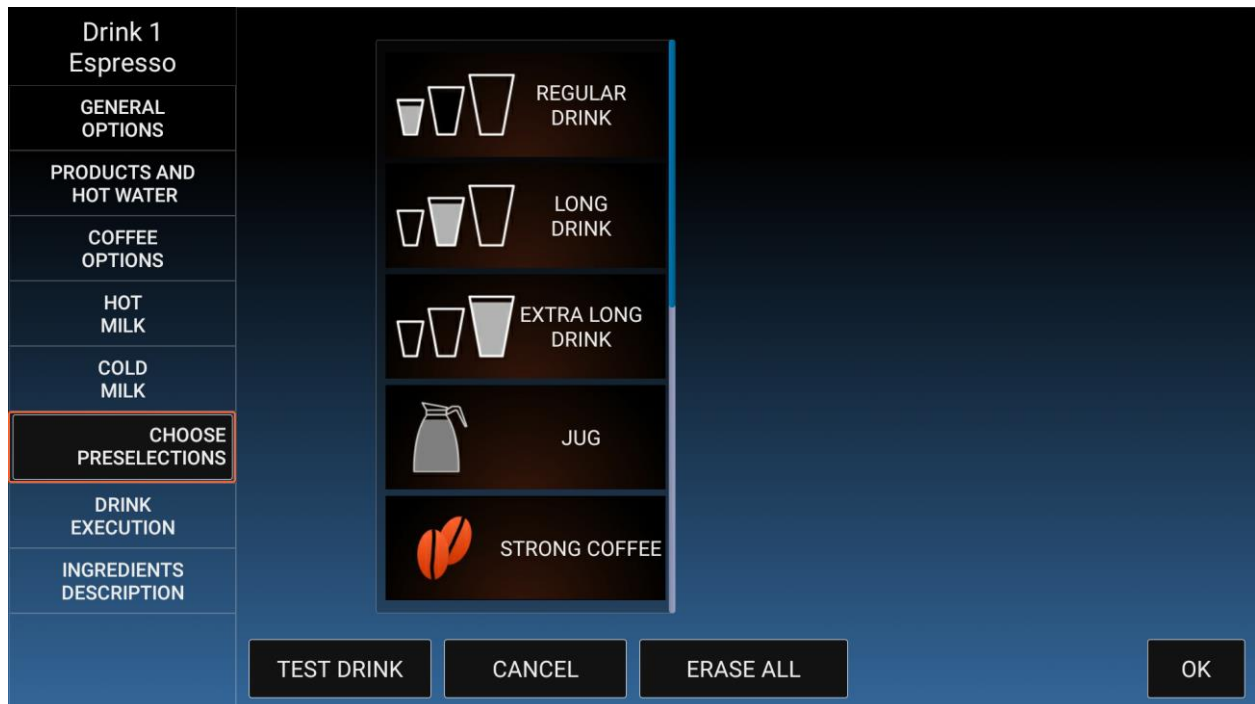 Drink 1
Espresso
GENERAL
OPTIONS
PRODUCTS AND
HOT WATER
COFFEE
OPTIONS
HOT
MILK
COLD
MILK
CHOOSE
PRESELECTIONS
DRINK
EXECUTION
INGREDIENTS
DESCRIPTION
REGULAR
DRINK
LONG
DRINK
EXTRA LONG
DRINK
JUG
STRONG COFFEE
TEST DRINK
CANCEL
ERASE ALL
OK